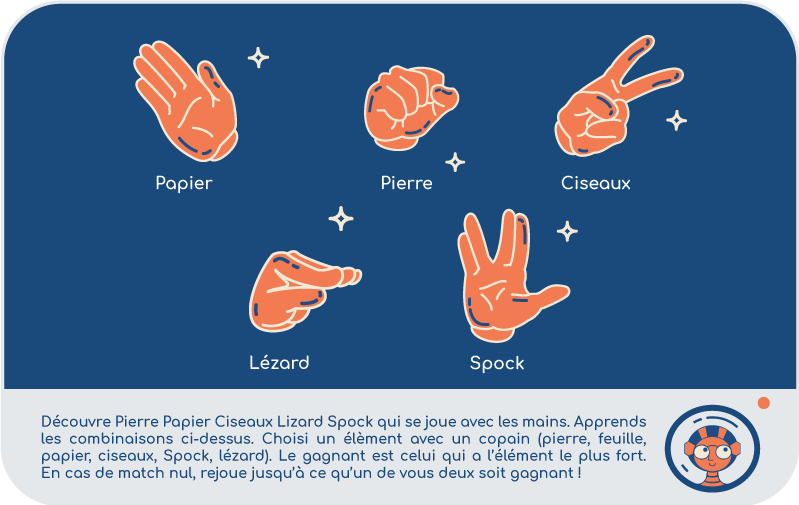 Papier
Pierre
Ciseaux
Lézard
Spock
Découvre Pierre Papier Ciseaux Lizard Spock qui se joue avec les mains. Apprends
les combinaisons ci-dessus. Choisi un élèment avec un copain (pierre, feuille,
papier, ciseaux, Spock, lézard). Le gagnant est celui qui a l’élément le plus fort.
En cas de match nul, rejoue jusqu’à ce qu’un de vous deux soit gagnant !